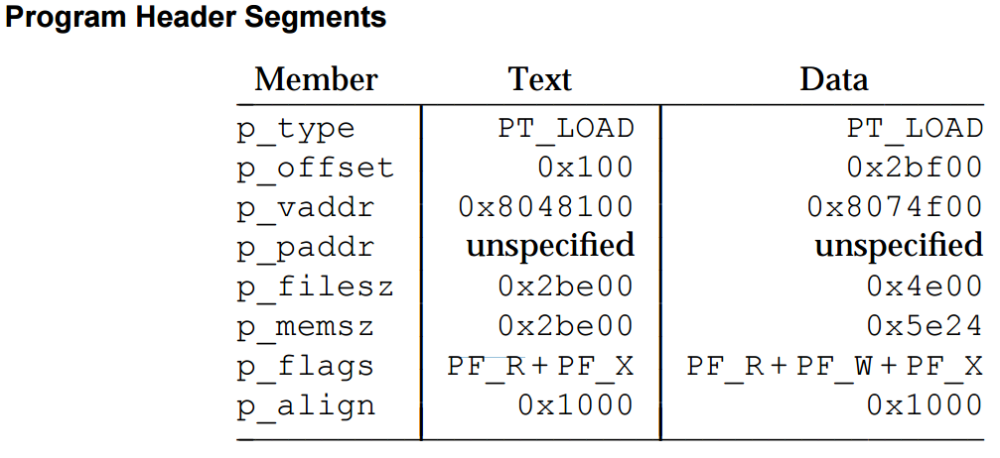 Program Header Segments
Member Text Data
p_type PT_LOAD PT_LOAD
p_offset 0x100 0x2bf00
p_vaddr 0x8048100 0x8074f00
p_paddr unspecified unspecified
p_filesz 0x2be00 0x4e00
p_memsz 0x2be00 0x5e24
p_flags PF_R+PF_X PF_R+PF_W+PF_X
p_align 0x1000 0x1000